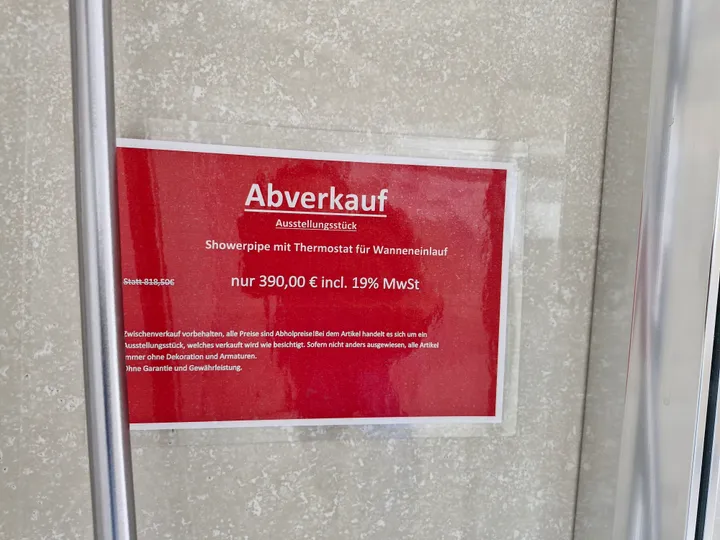 Abverkauf
Ausstellungsstück
Showerpipe mit Thermostat für Wanneneinlauf
Statt 818,50€ nur 390,00 € incl. 19% MwSt
Zwischenverkauf vorbehalten, alle Preise sind Abholpreise!Bei dem Artikel handelt es sich um ein
Ausstellungsstück, welches verkauft wird wie besichtigt. Sofern nicht anders ausgewiesen, alle Artikel
immer ohne Dekoration und Armaturen.
Ohne Garantie und Gewährleistung.